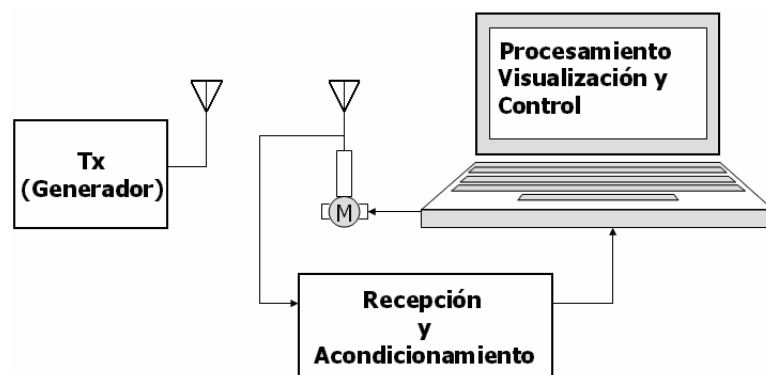 Procesamiento
Visualización y
Control
Tx
(Generador)
M
Recepción
y
Acondicionamiento